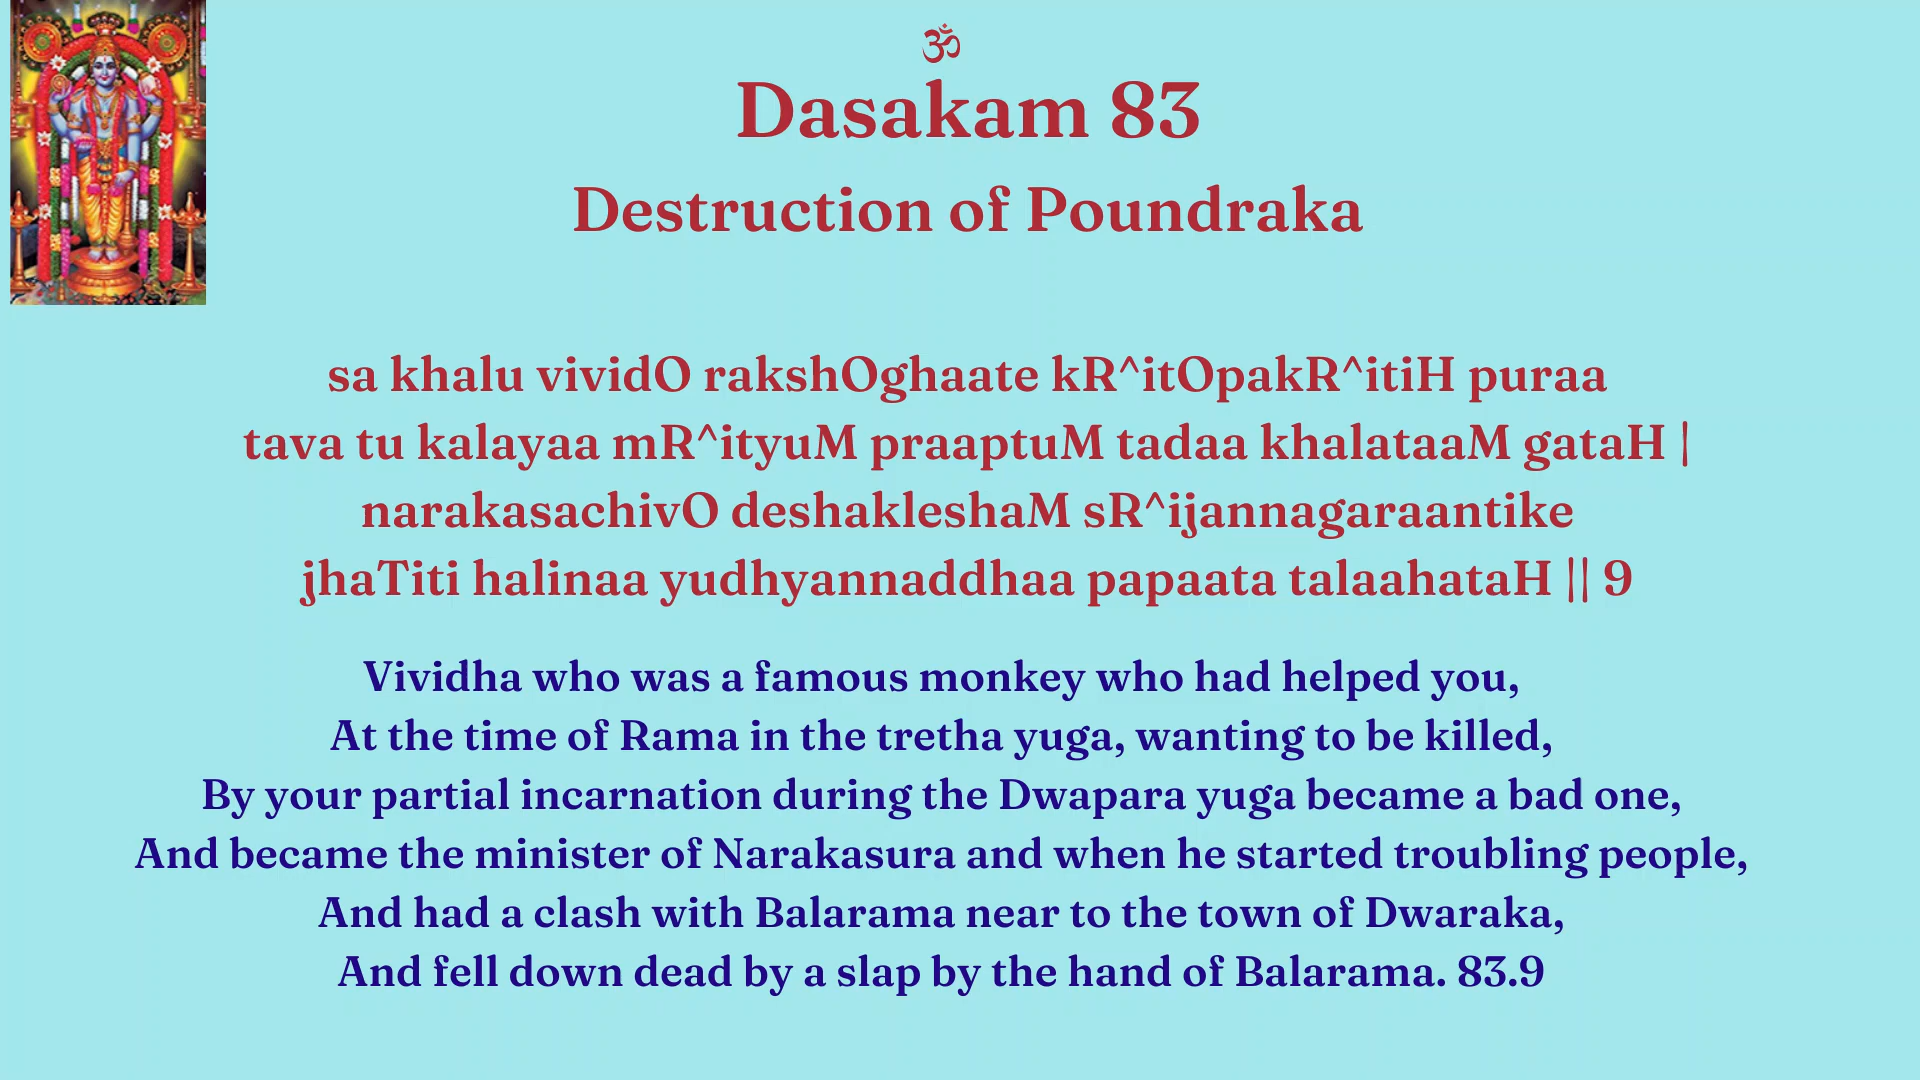 ॐ
Dasakam 83
Destruction of Poundraka
sa khalu vividO rakshOghaate kR^itOpakR^itiH puraa
tava tu kalayaa mR^ityuM praaptuM tadaa khalataaM gataH |
narakasachivO deshakleshaM sR^ijannagaraantike
jhaTiti halinaa yudhyannaddhaa papaata talaahataH || 9
Vividha who was a famous monkey who had helped you,
At the time of Rama in the tretha yuga, wanting to be killed,
By your partial incarnation during the Dwapara yuga became a bad one,
And became the minister of Narakasura and when he started troubling people,
And had a clash with Balarama near to the town of Dwaraka,
And fell down dead by a slap by the hand of Balarama. 83.9